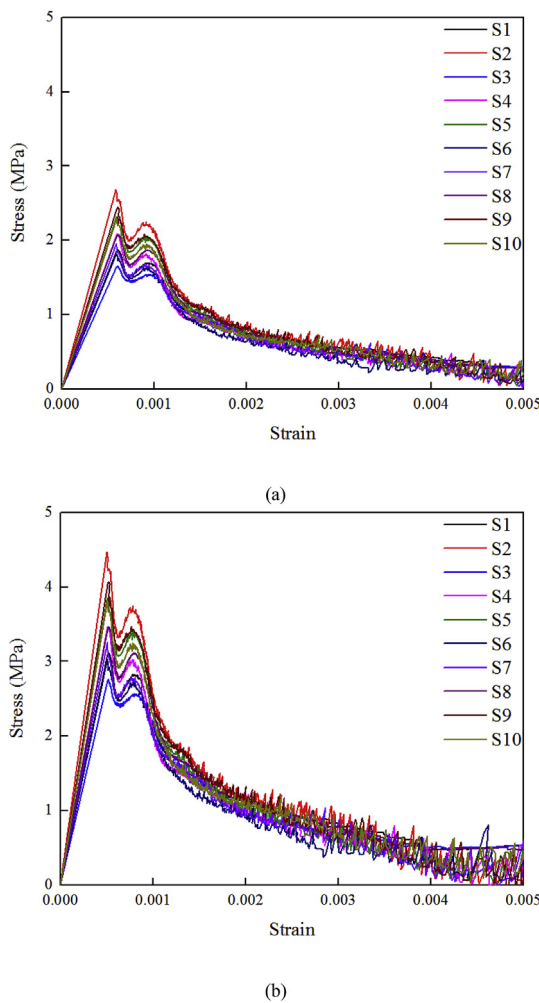 5
4
3
2
1
0
Stress (MPa)
S1
S2
S3
S4
S5
S6
S7
S8
S9
S10
0.000
0.001
0.002
0.003
0.004
0.005
Strain
(a)
5
4
3
2
1
0
Stress (MPa)
S1
S2
S3
S4
S5
S6
S7
S8
S9
S10
0.000
0.001
0.002
0.003
0.004
0.005
Strain
(b)